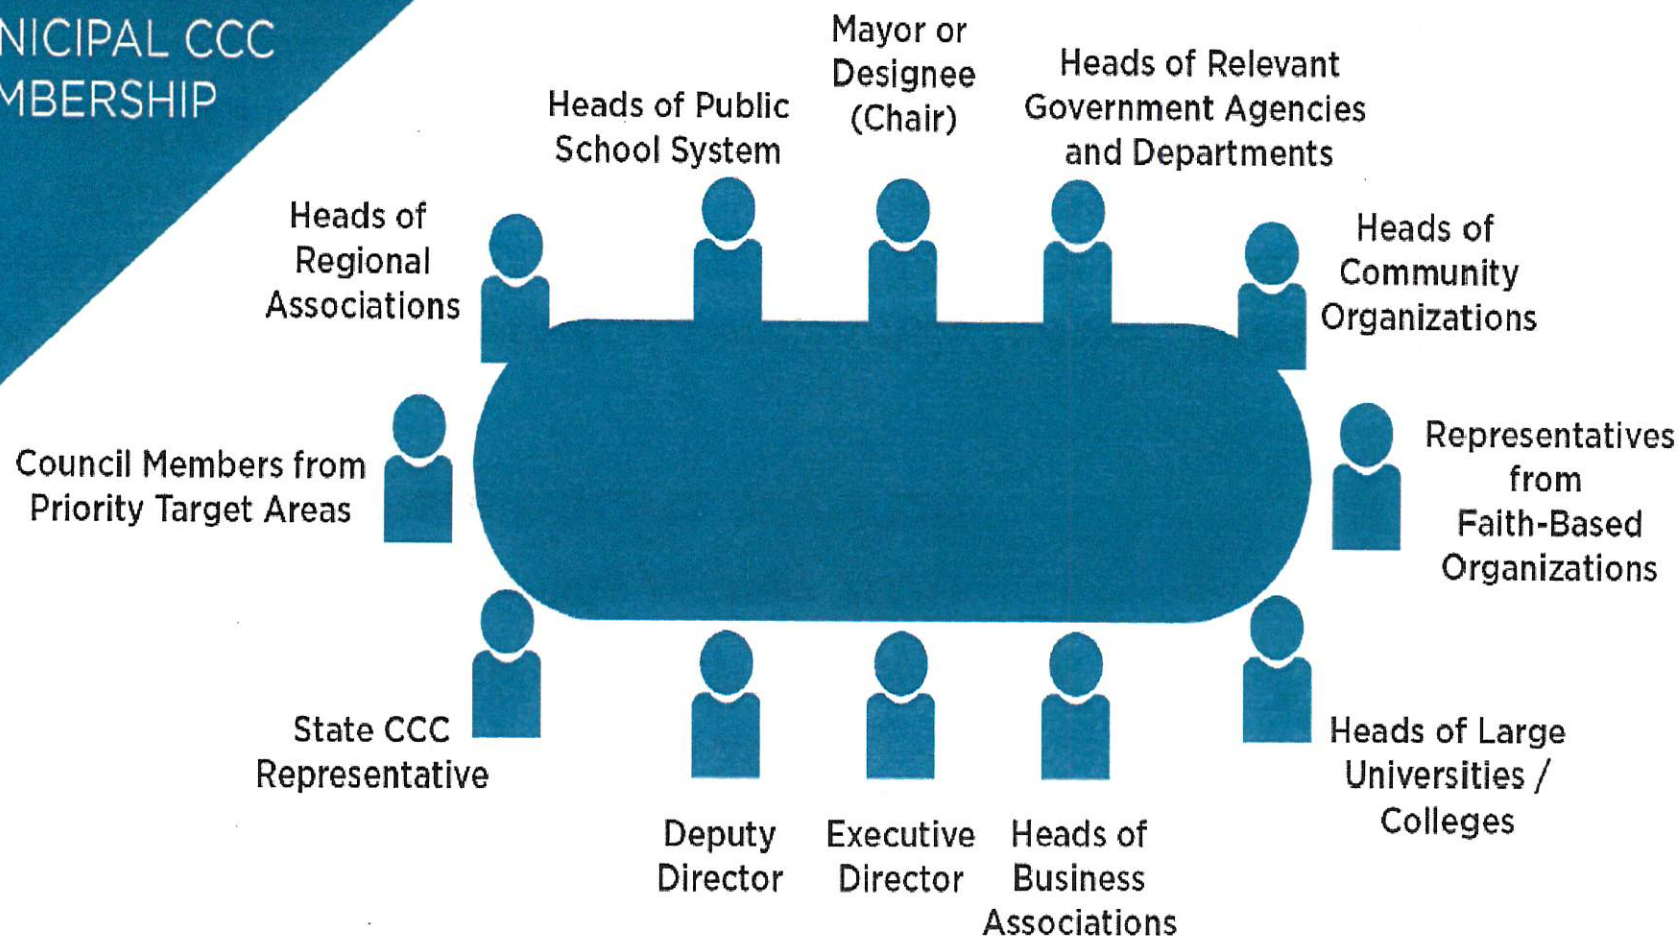 NICIPAL CCC
MBERSHIP
Mayor or
Designee
(Chair)
Heads of Public
School System
Heads of Relevant
Government Agencies
and Departments
Heads of
Regional
Associations
Heads of
Community
Organizations
Council Members from
Priority Target Areas
Representatives
from
Faith-Based
Organizations
State CCC
Representative
Heads of Large
Universities /
Colleges
Deputy
Director
Executive
Director
Heads of
Business
Associations